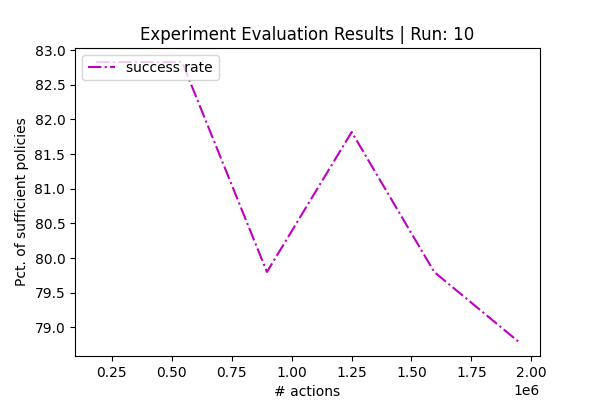 Experiment Evaluation Results | Run: 10
83.0
82.5
82.0
81.5
81.0
80.5
80.0
79.5
79.0
Pct. of sufficient policies
success rate
0.25 0.50 0.75 1.00 1.25 1.50 1.75 2.00
1e6
# actions